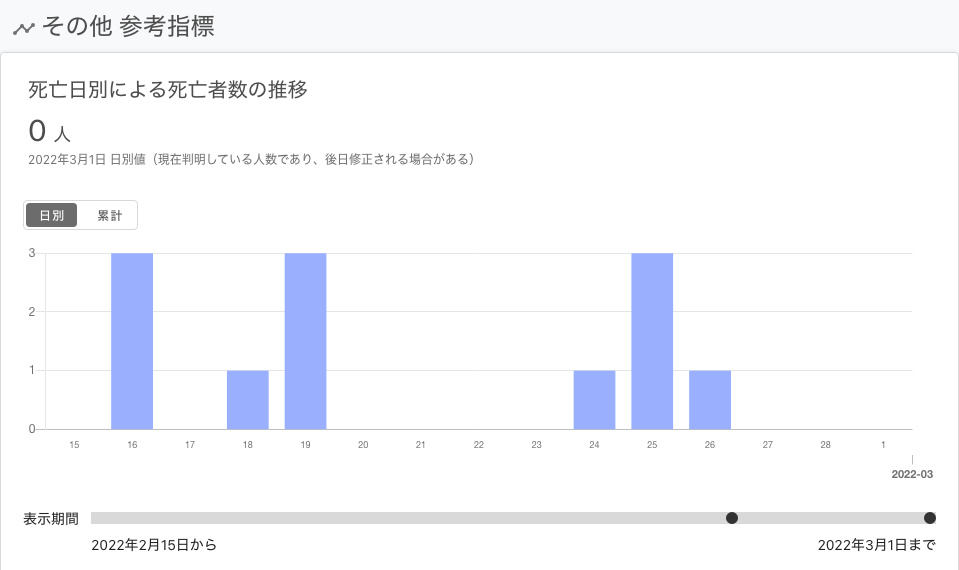 その他 参考指標
死亡日別による死亡者数の推移
0 人
2022年3月1日 日別値（現在判明している人数であり、後日修正される場合がある）
日別 累計
3
2
1
0
15 16 17 18 19 20 21 22 23 24 25 26 27 28 1
2022-03
表示期間
2022年2月15日から 2022年3月1日まで